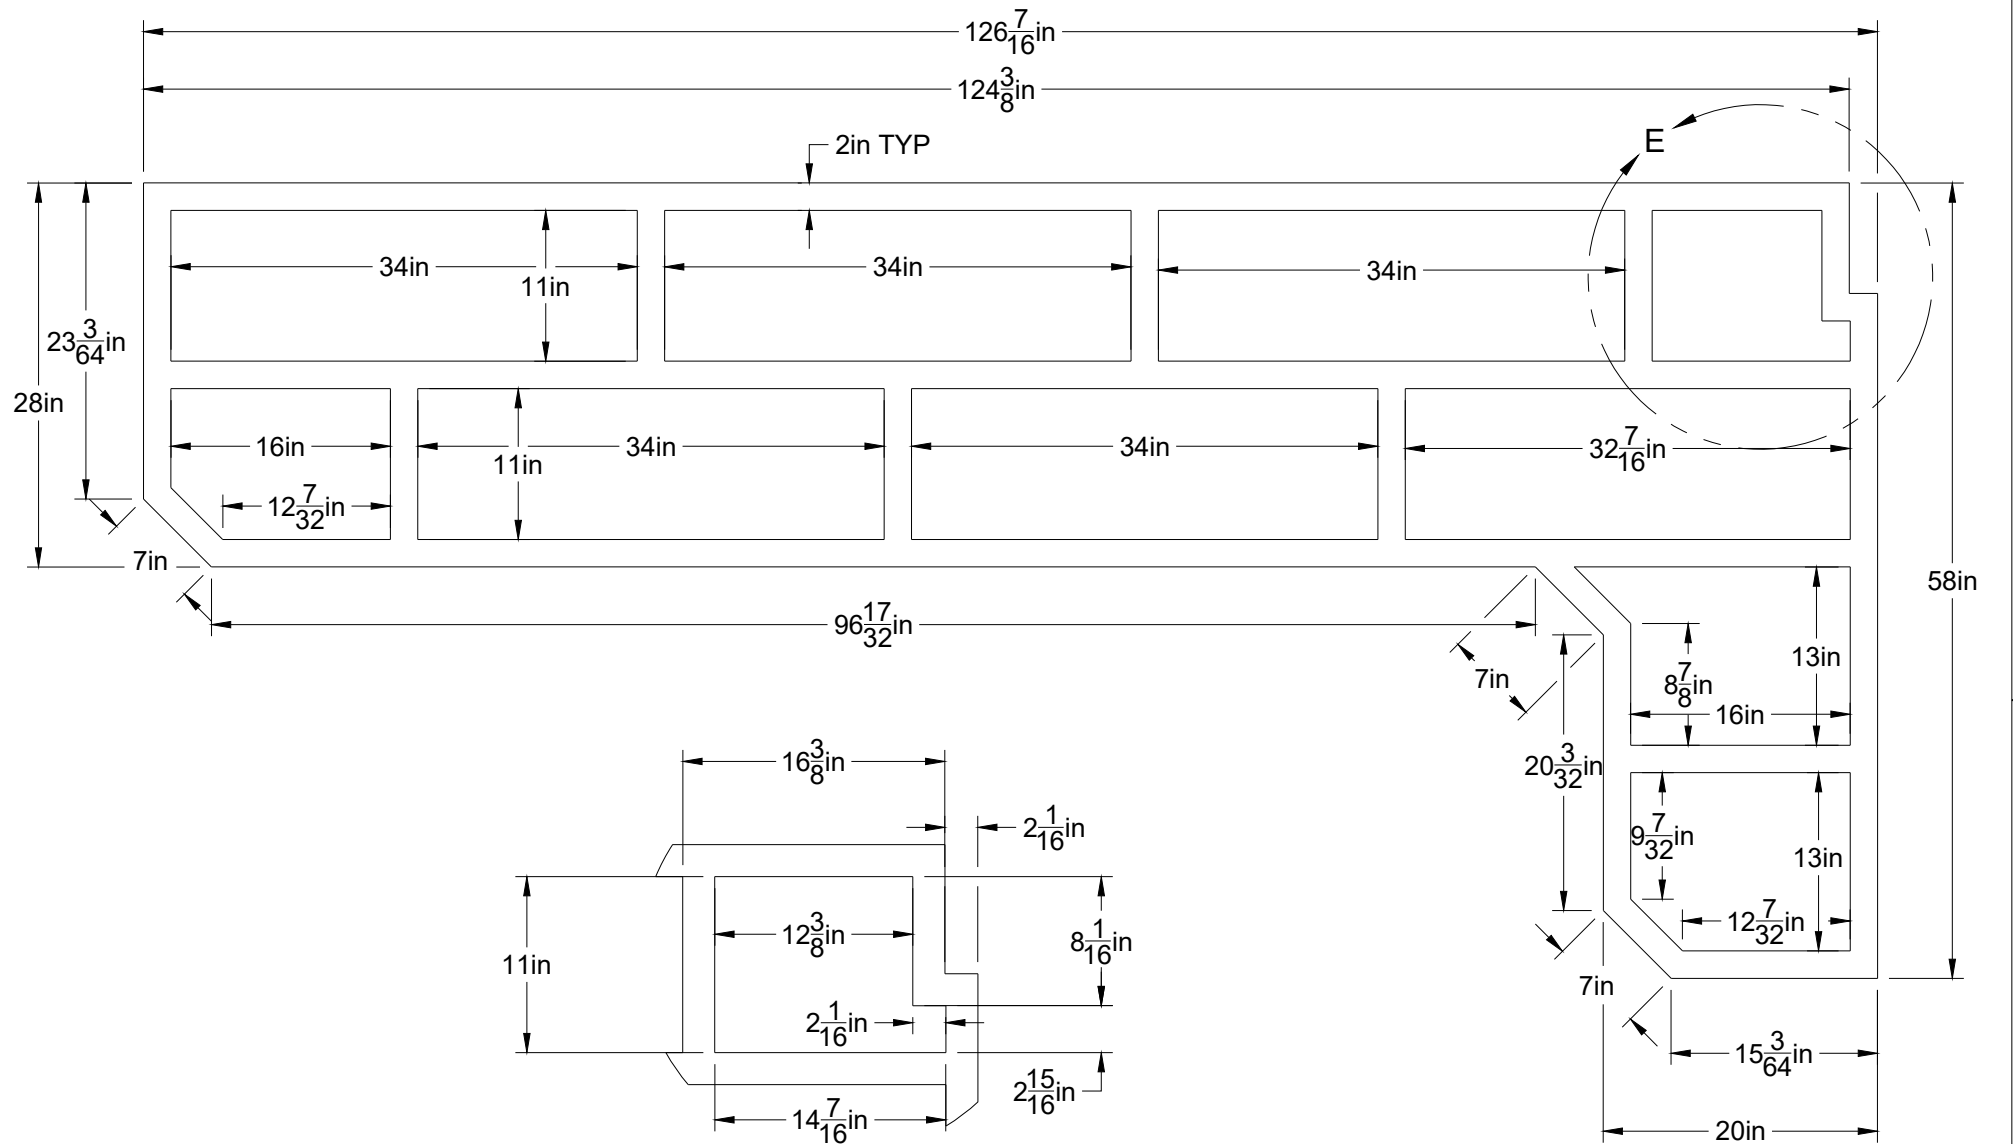 126 7/16in
124 3/8in
2in TYP
E
34in
34in
34in
11in
23 3/64in
28in
16in
34in
34in
32 7/16in
11in
12 7/32in
7in
58in
96 17/32in
13in
8 7/8in
7in
16in
20 3/32in
16 3/8in
2 1/16in
9 7/32in
13in
12 3/8in
12 7/32in
8 1/16in
11in
7in
2 1/16in
15 3/64in
2 15/16in
14 7/16in
20in